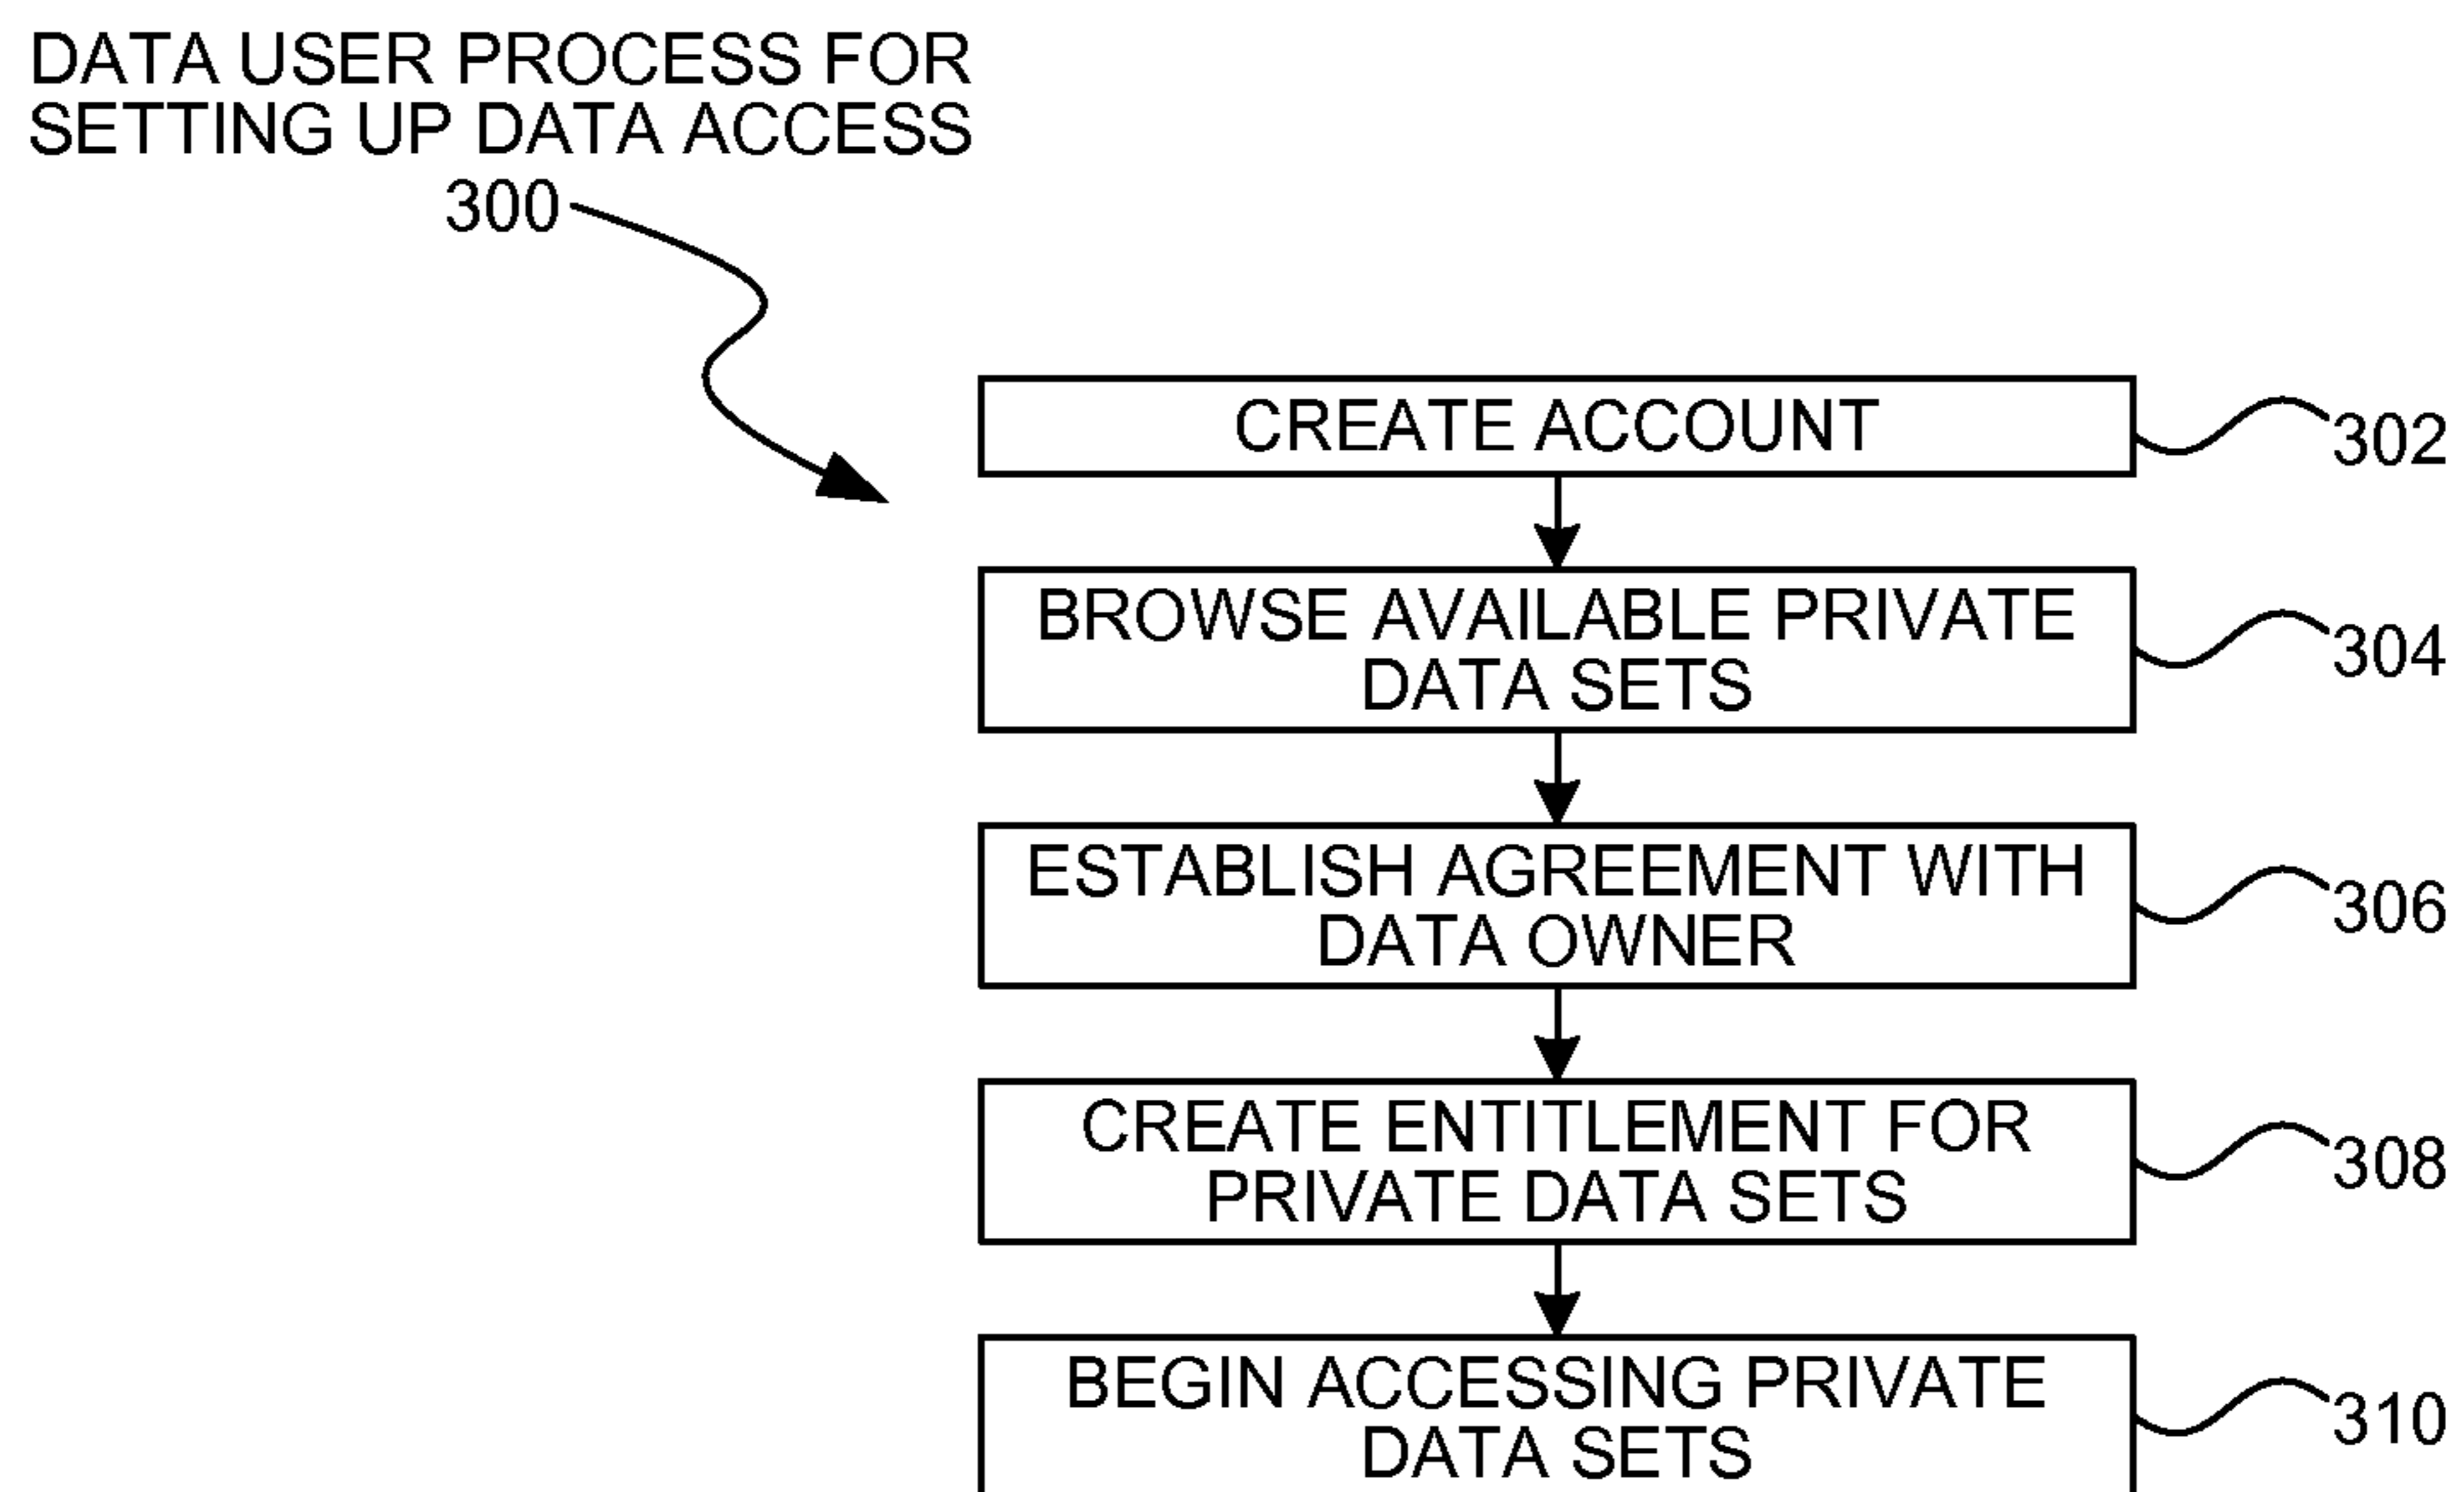 DATA USER PROCESS FOR
SETTING UP DATA ACCESS
300
CREATE ACCOUNT
302
BROWSE AVAILABLE PRIVATE
DATA SETS
304
ESTABLISH AGREEMENT WITH
DATA OWNER
306
CREATE ENTITLEMENT FOR
PRIVATE DATA SETS
308
BEGIN ACCESSING PRIVATE
DATA SETS
310